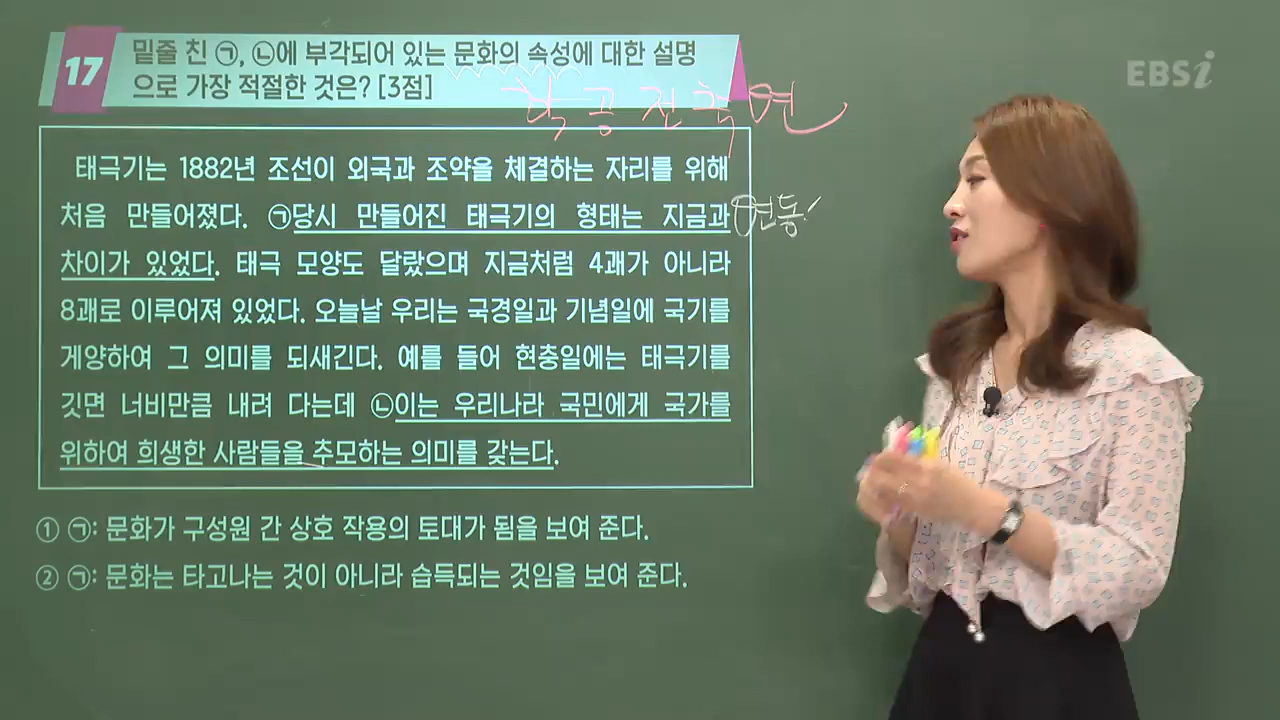 EBSi
17
밑줄 친 ㉠, ㉡에 부각되어 있는 문화의 속성에 대한 설명
으로 가장 적절한 것은? [3점]
학 공 전 축 변
태극기는 1882년 조선이 외국과 조약을 체결하는 자리를 위해
처음 만들어졌다. ㉠당시 만들어진 태극기의 형태는 지금과
변동!
차이가 있었다. 태극 모양도 달랐으며 지금처럼 4괘가 아니라
8괘로 이루어져 있었다. 오늘날 우리는 국경일과 기념일에 국기를
게양하여 그 의미를 되새긴다. 예를 들어 현충일에는 태극기를
깃면 너비만큼 내려 다는데 ㉡이는 우리나라 국민에게 국가를
위하여 희생한 사람들을 추모하는 의미를 갖는다.
① ㉠: 문화가 구성원 간 상호 작용의 토대가 됨을 보여 준다.
② ㉠: 문화는 타고나는 것이 아니라 습득되는 것임을 보여 준다.